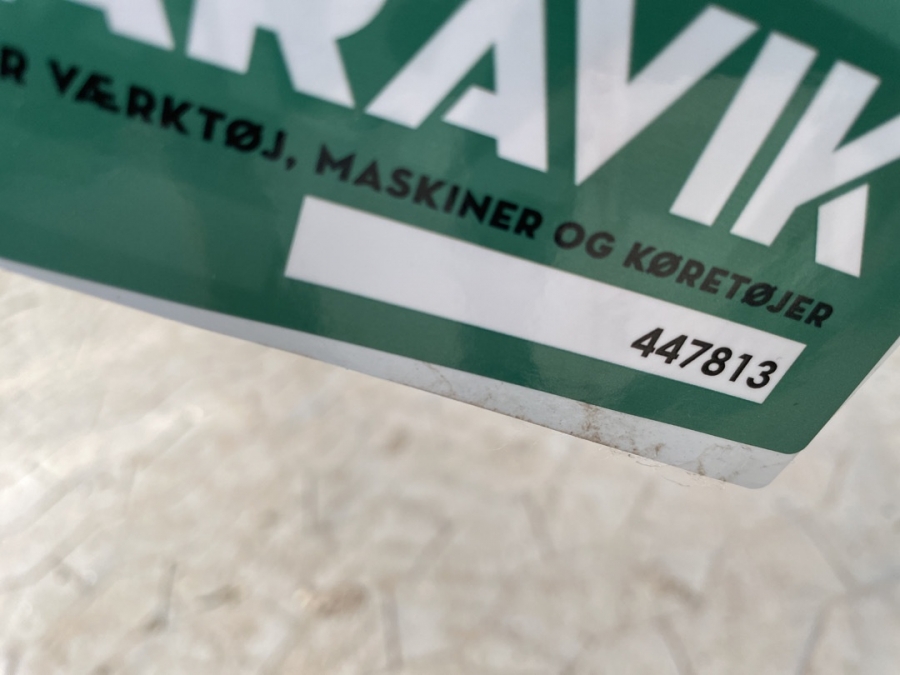 ARAVIK
R VÆRKTØJ, MASKINER OG KØRETØJER
447813